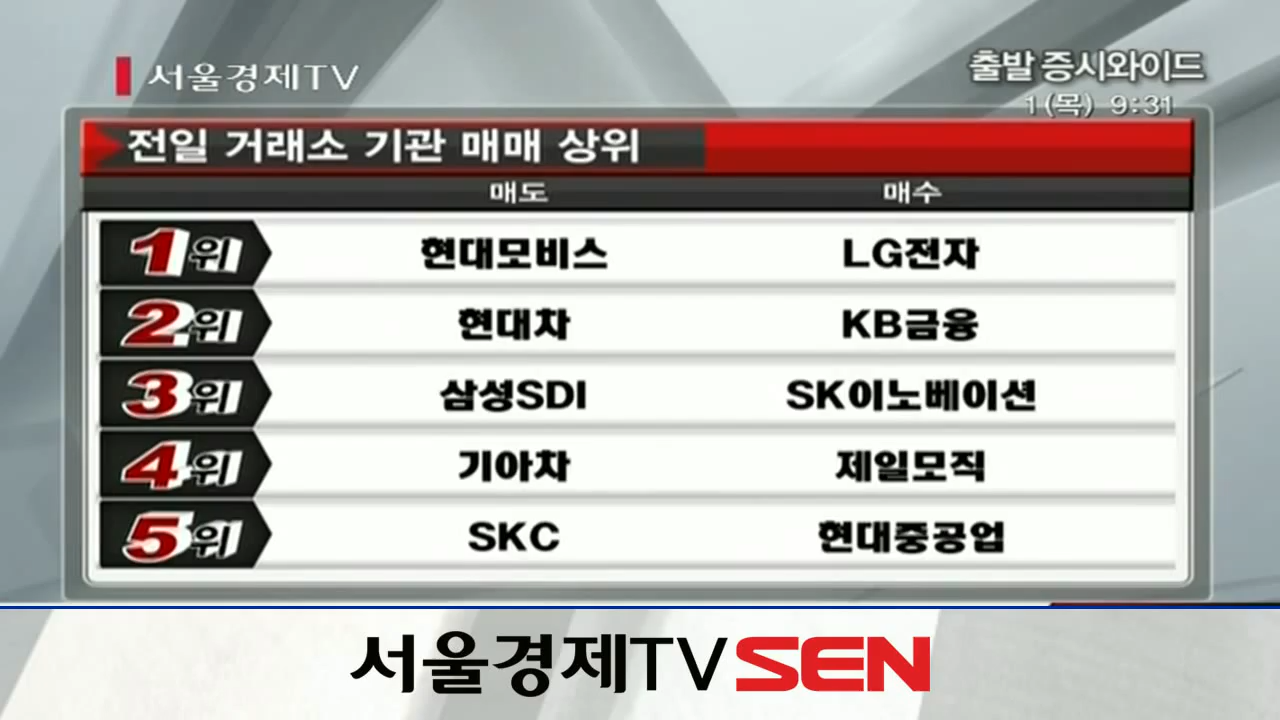 서울경제TV
출발 증시와이드
1(목) 9:31
전일 거래소 기관 매매 상위
매도 매수
1위 현대모비스 LG전자
2위 현대차 KB금융
3위 삼성SDI SK이노베이션
4위 기아차 제일모직
5위 SKC 현대중공업
서울경제TV SEN